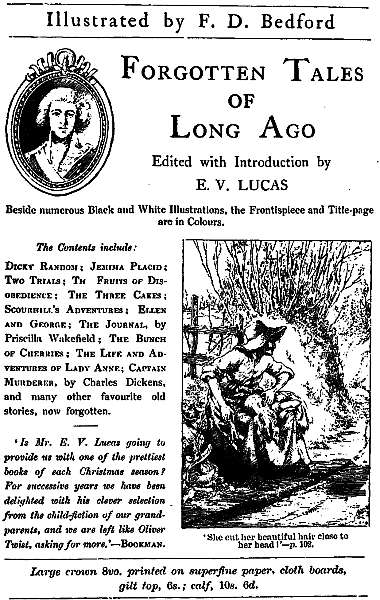 Illustrated by F. D. Bedford
FORGOTTEN TALES
OF
LONG AGO
Edited with Introduction by
E. V. LUCAS
Beside numerous Black and White Illustrations, the Frontispiece and Title-page
are in Colours.
The Contents include:
DICKY RANDOM; JEMIMA PLACID;
TWO TRIALS; TH FRUITS OF DIS-
OBEDIENCE; THE THREE CAKES;
SCOURHILL'S ADVENTURES; ELLEN
AND GEORGE; THE JOURNAL, by
Priscilla Wakefield; THE BUNCH
OF CHERRIES; THE LIFE AND AD-
VENTURES OF LADY ANNE; CAPTAIN
MURDERER, by Charles Dickens,
and many other favourite old
stories, now forgotten.
'Is Mr. E. V. Lucas going to
provide us with one of the prettiest
books of each Christmas season?
For successive years we have been
delighted with his clever selection
from the child-fiction of our grand-
parents, and we are left like Oliver
Twist, asking for more.'—BOOKMAN.
'She cut her beautiful hair close to
her head!'—p. 102.
Large crown 8vo. printed on superfine paper, cloth boards,
gilt top, 6s.; calf, 10s. 6d.